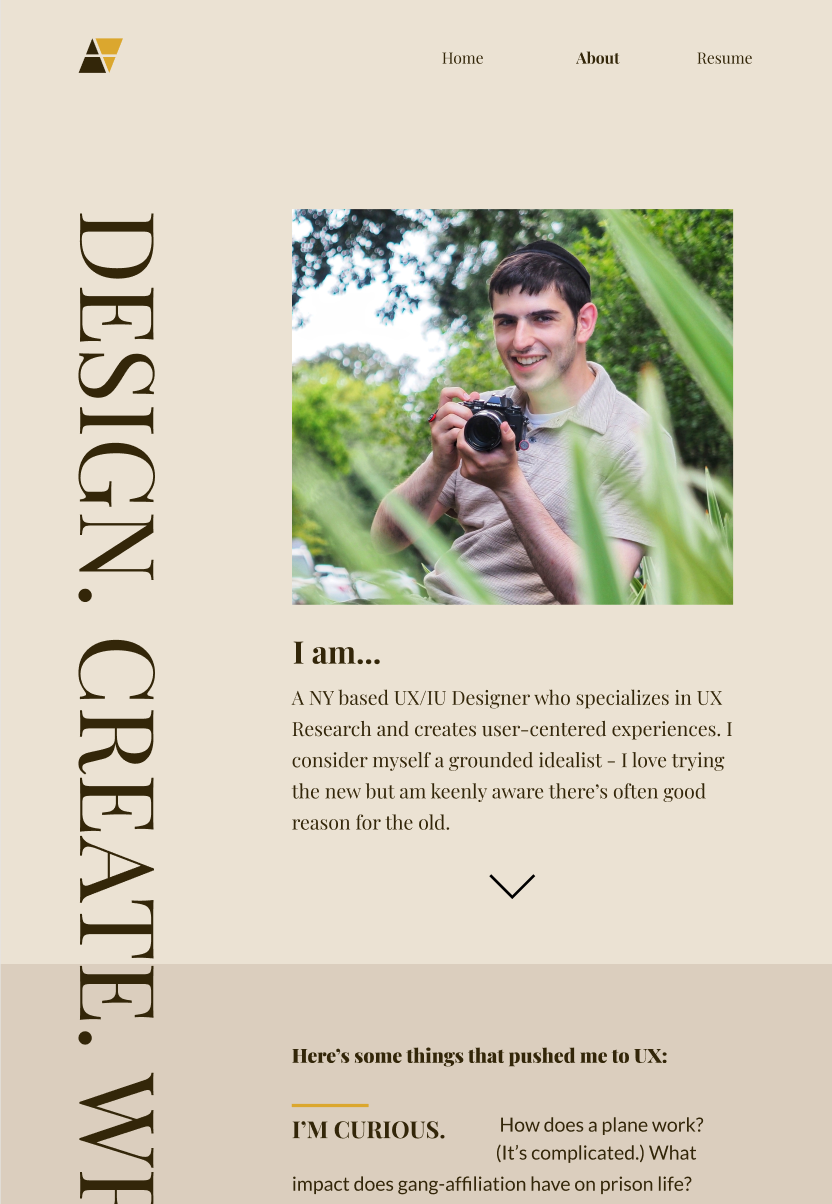 Home About Resume
DESIGN. CREATE.
I am...
A NY based UX/IU Designer who specializes in UX
Research and creates user-centered experiences. I
consider myself a grounded idealist - I love trying
the new but am keenly aware there's often good
reason for the old.
Here's some things that pushed me to UX:
I'M CURIOUS. How does a plane work?
(It's complicated.) What
impact does gang-affiliation have on prison life?